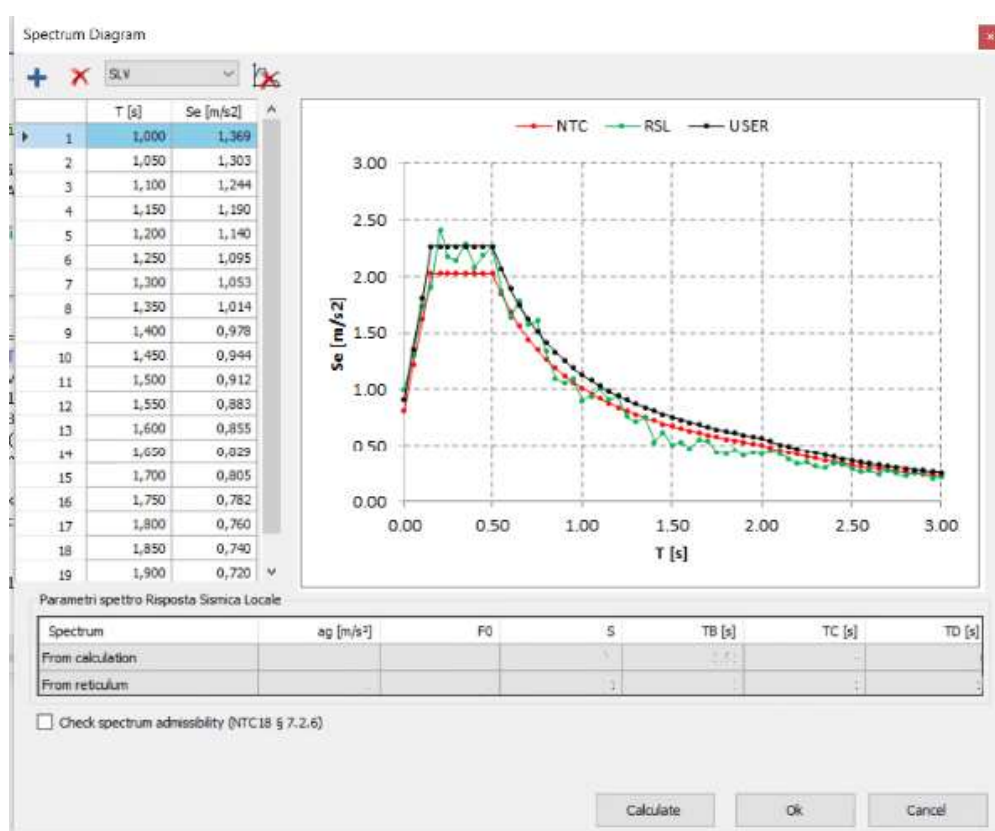 Spectrum Diagram
SLV
T [s] Se [m/s2]
1 1,000 1,369
2 1,050 1,303
3 1,100 1,244
4 1,150 1,190
5 1,200 1,140
6 1,250 1,095
7 1,300 1,053
8 1,350 1,014
9 1,400 0,978
10 1,450 0,944
11 1,500 0,912
12 1,550 0,883
13 1,600 0,855
14 1,650 0,829
15 1,700 0,805
16 1,750 0,782
17 1,800 0,760
18 1,850 0,740
19 1,900 0,720
NTC RSL USER
3.00
2.50
2.00
1.50
1.00
0.50
0.00
Se [m/s2]
0.00 0.50 1.00 1.50 2.00 2.50 3.00
T [s]
Parametri spettro Risposta Sismica Locale
Spectrum ag [m/s²] F0 S TB [s] TC [s] TD [s]
From calculation
From reticulum
Check spectrum admissibility (NTC18 § 7.2.6)
Calculate Ok Cancel